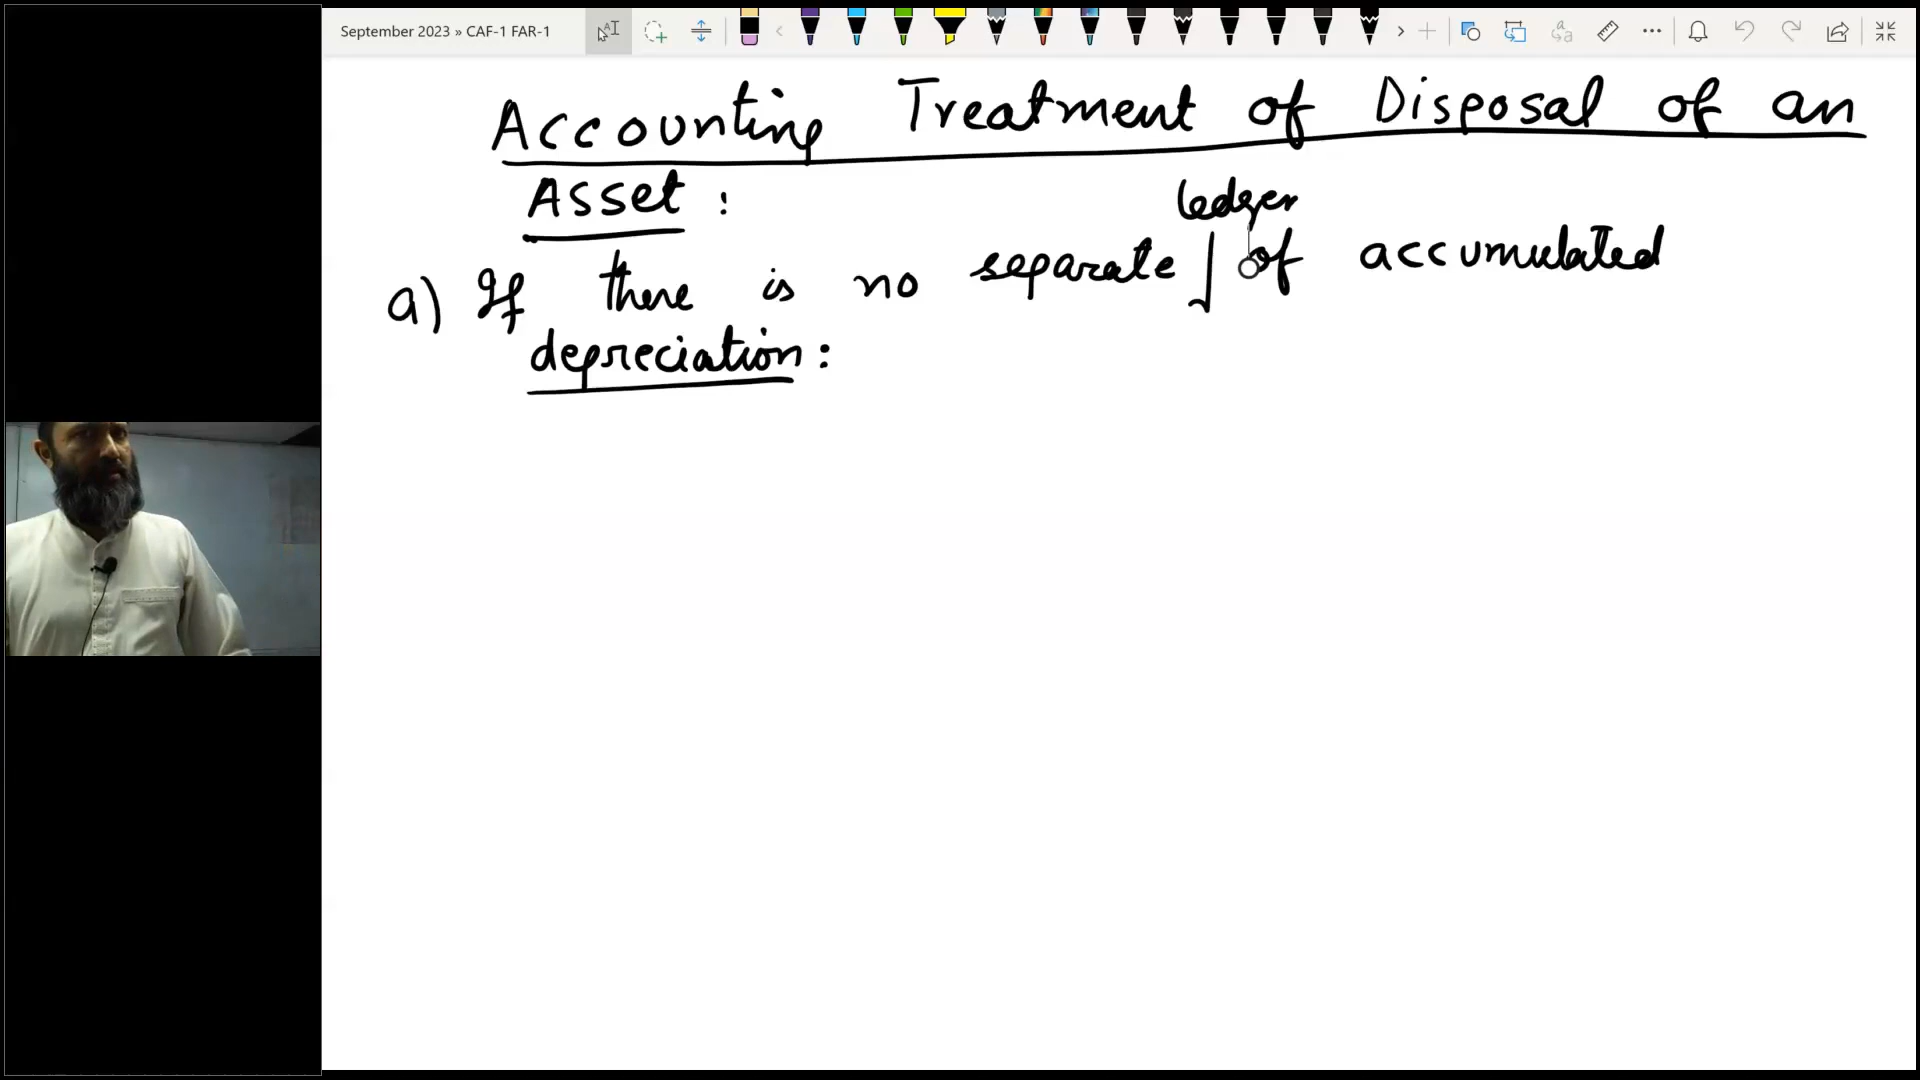 September 2023 » CAF-1 FAR-1
Accounting Treatment of Disposal of an
Asset :
ledger
a) If there is no separate of accumulated
depreciation: